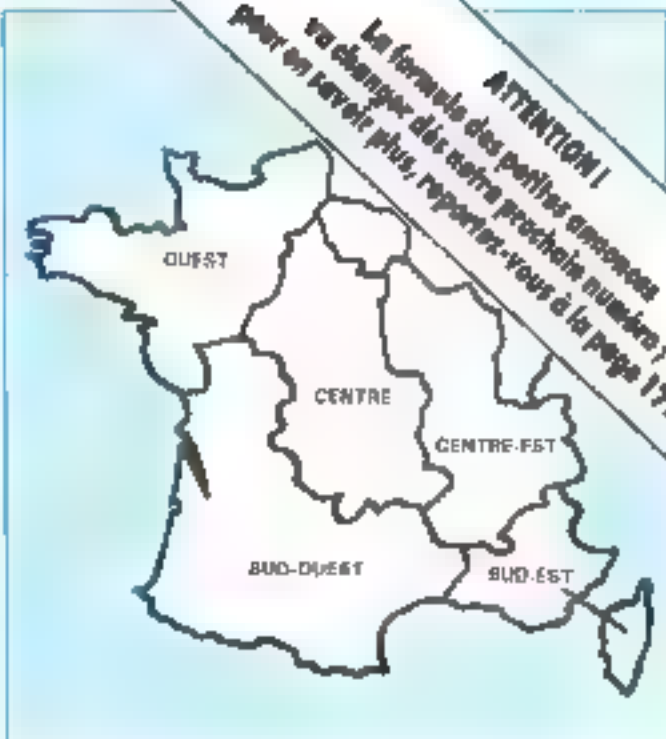 ATTENTION !
La formule des petites annonces
va changer dès notre prochain numéro :
pour en savoir plus, reportez-vous à la page 17
OUEST
CENTRE
CENTRE-EST
SUD-OUEST
SUD-EST